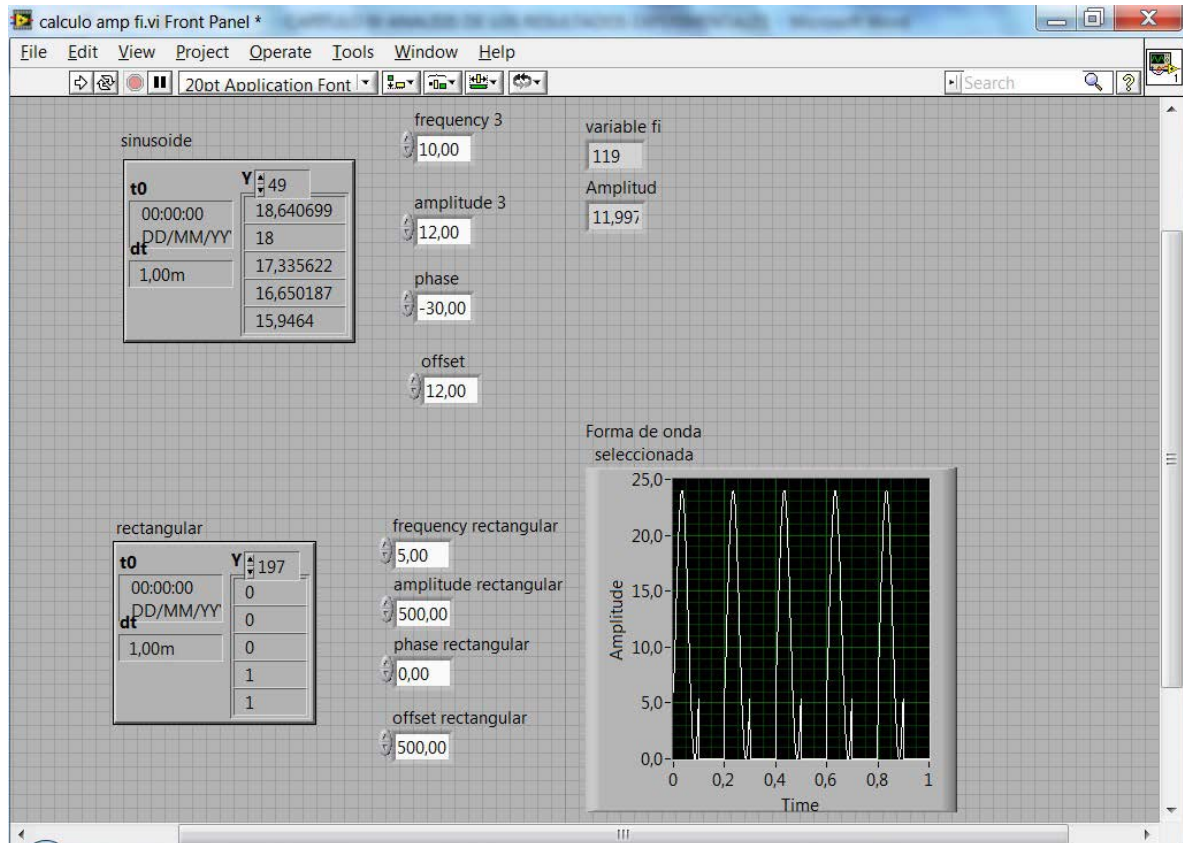 calculo amp fi.vi Front Panel *
File Edit View Project Operate Tools Window Help
20pt Application Font
Search
1
sinusoide
t0
00:00:00
DD/MM/YY
dt
1,00m
Y 49
18,640699
18
17,335622
16,650187
15,9464
frequency 3
10,00
amplitude 3
12,00
phase
-30,00
offset
12,00
variable fi
119
Amplitud
11,997
rectangular
t0
00:00:00
DD/MM/YY
dt
1,00m
Y 197
0
0
0
1
1
frequency rectangular
5,00
amplitude rectangular
500,00
phase rectangular
0,00
offset rectangular
500,00
Forma de onda
seleccionada
Amplitude
25,0
20,0
15,0
10,0
5,0
0,0
0 0,2 0,4 0,6 0,8 1
Time